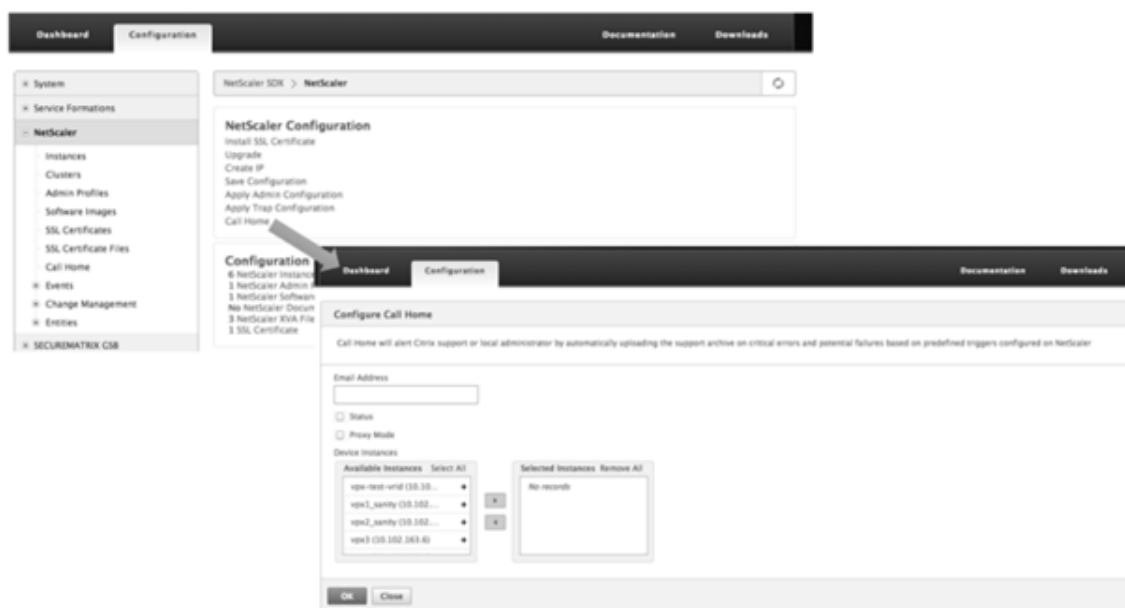 Dashboard Configuration Documentation Downloads
System
Service Formations
NetScaler
Instances
Clusters
Admin Profiles
Software Images
SSL Certificates
SSL Certificate Files
Call Home
Events
Change Management
Entities
SECUREMATRIX GSB
NetScaler SDX > NetScaler
NetScaler Configuration
Install SSL Certificate
Upgrade
Create IP
Save Configuration
Apply Admin Configuration
Apply Trap Configuration
Call Home
Configuration
6 NetScaler Instance
1 NetScaler Admin
1 NetScaler Softwar
No NetScaler Docum
3 NetScaler XVA File
1 SSL Certificate
Dashboard Configuration Documentation Downloads
Configure Call Home
Call Home will alert Citrix support or local administrator by automatically uploading the support archive on critical errors and potential failures based on predefined triggers configured on NetScaler
Email Address
Status
Proxy Mode
Device Instances
Available Instances Select All
vpx-test-vrid (10.10...
vpx1_sanity (10.102....
vpx2_sanity (10.102....
vpx3 (10.102.163.6)
Selected Instances Remove All
No records
OK Close